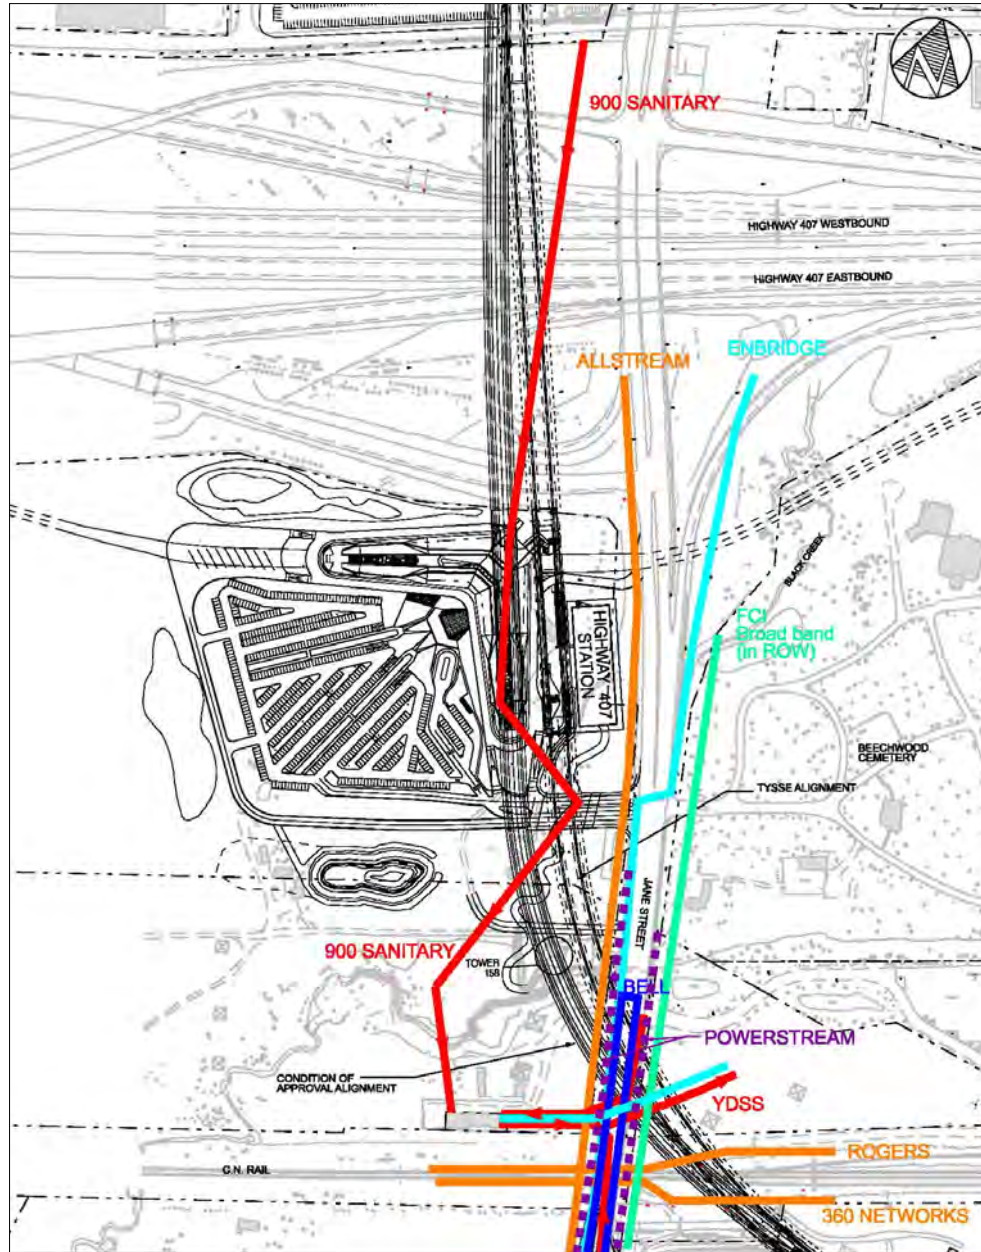 900 SANITARY
HIGHWAY 407 WESTBOUND
HIGHWAY 407 EASTBOUND
ALLSTREAM
ENBRIDGE
BLACK CREEK
FCI
Broad band
(in ROW)
HIGHWAY 407
STATION
BEECHWOOD
CEMETERY
TYSSE ALIGNMENT
JANE STREET
900 SANITARY
TOWER
158
BELL
POWERSTREAM
CONDITION OF
APPROVAL ALIGNMENT
YDSS
ROGERS
C.N. RAIL
360 NETWORKS